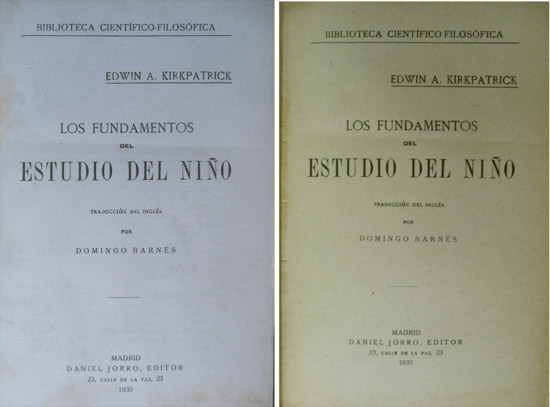 BIBLIOTECA CIENTÍFICO-FILOSÓFICA
EDWIN A. KIRKPATRICK
LOS FUNDAMENTOS
DEL
ESTUDIO DEL NIÑO
TRADUCCIÓN DEL INGLÉS
POR
DOMINGO BARNÉS
MADRID
DANIEL JORRO, EDITOR
23, CALLE DE LA PAZ, 23
1930
BIBLIOTECA CIENTÍFICO-FILOSÓFICA
EDWIN A. KIRKPATRICK
LOS FUNDAMENTOS
DEL
ESTUDIO DEL NIÑO
TRADUCCIÓN DEL INGLÉS
POR
DOMINGO BARNÉS
MADRID
DANIEL JORRO, EDITOR
23, CALLE DE LA PAZ, 23
1930